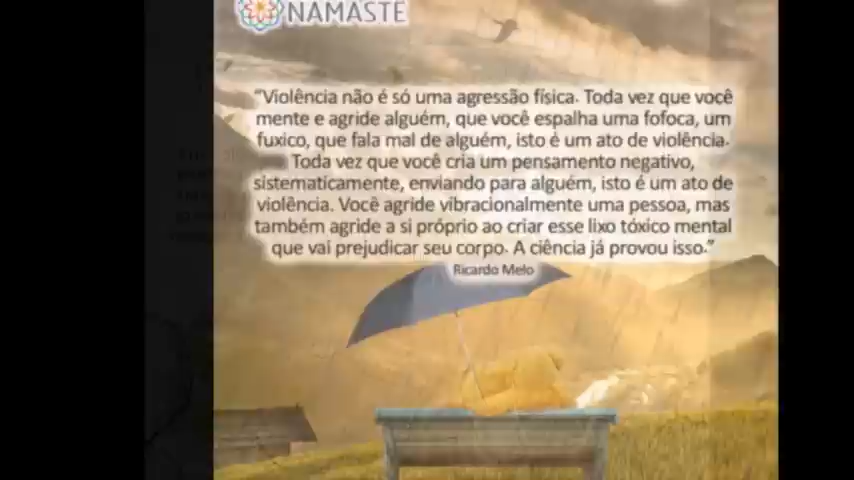 NAMASTÊ
“Violência não é só uma agressão física. Toda vez que você
mente e agride alguém, que você espalha uma fofoca, um
fuxico, que fala mal de alguém, isto é um ato de violência.
Toda vez que você cria um pensamento negativo,
sistematicamente, enviando para alguém, isto é um ato de
violência. Você agride vibracionalmente uma pessoa, mas
também agride a si próprio ao criar esse lixo tóxico mental
que vai prejudicar seu corpo. A ciência já provou isso.”
Ricardo Melo